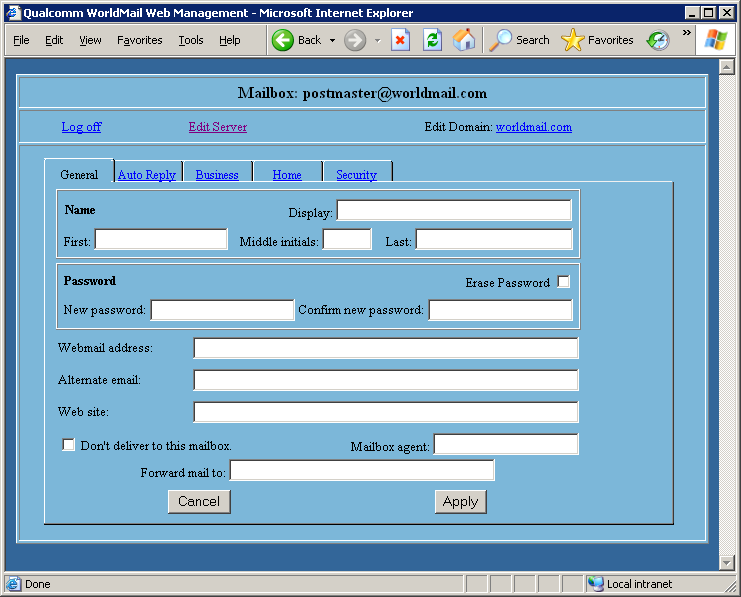 Qualcomm WorldMail Web Management - Microsoft Internet Explorer
File Edit View Favorites Tools Help Back Search Favorites »
Mailbox: postmaster@worldmail.com
Log off Edit Server Edit Domain: worldmail.com
General Auto Reply Business Home Security
Name Display:
First: Middle initials: Last:
Password Erase Password
New password: Confirm new password:
Webmail address:
Alternate email:
Web site:
Don't deliver to this mailbox. Mailbox agent:
Forward mail to:
Cancel Apply
Done Local intranet